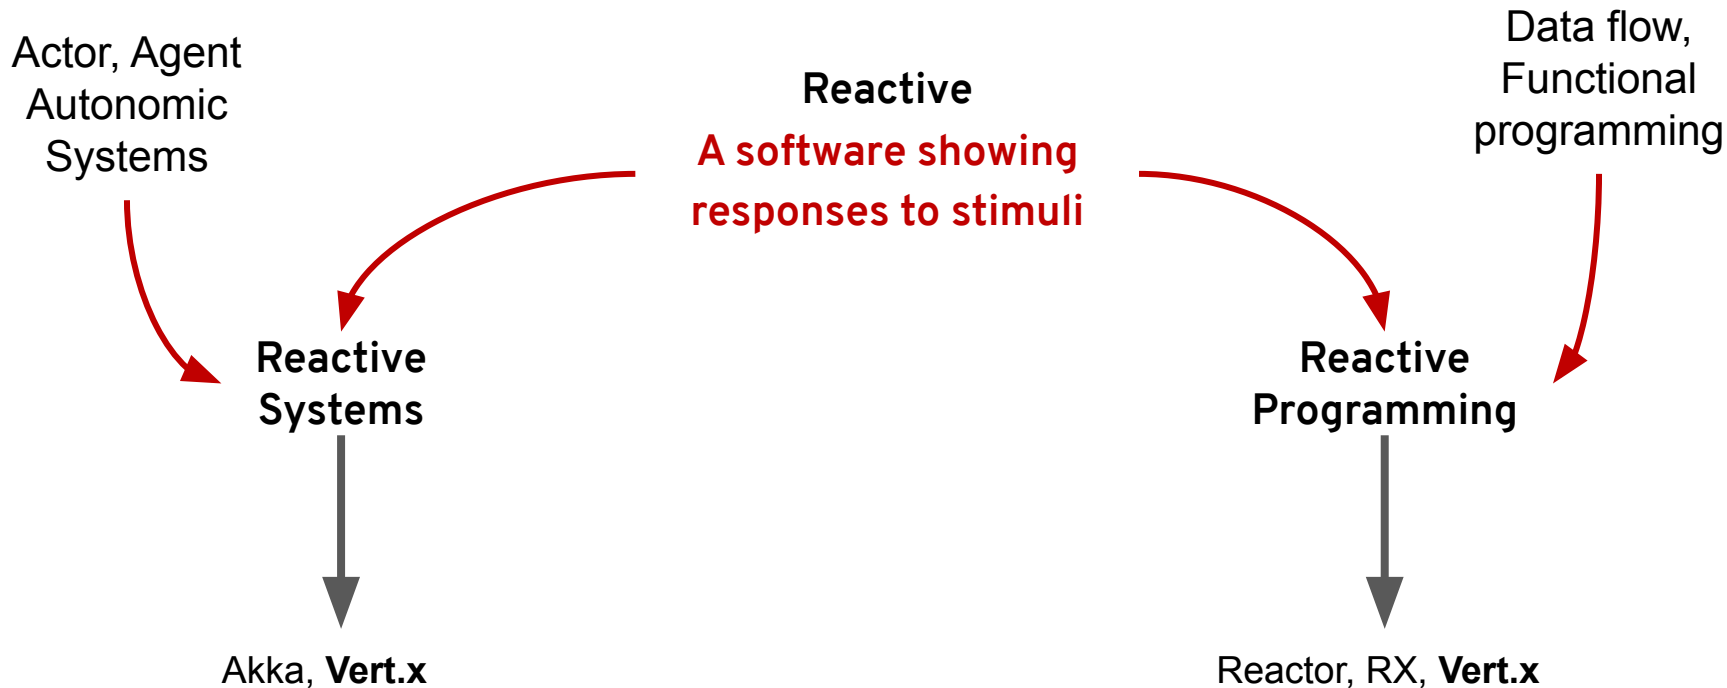 Actor, Agent
Autonomic
Systems
Reactive
A software showing
responses to stimuli
Data flow,
Functional
programming
Reactive
Systems
Reactive
Programming
Akka, Vert.x
Reactor, RX, Vert.x